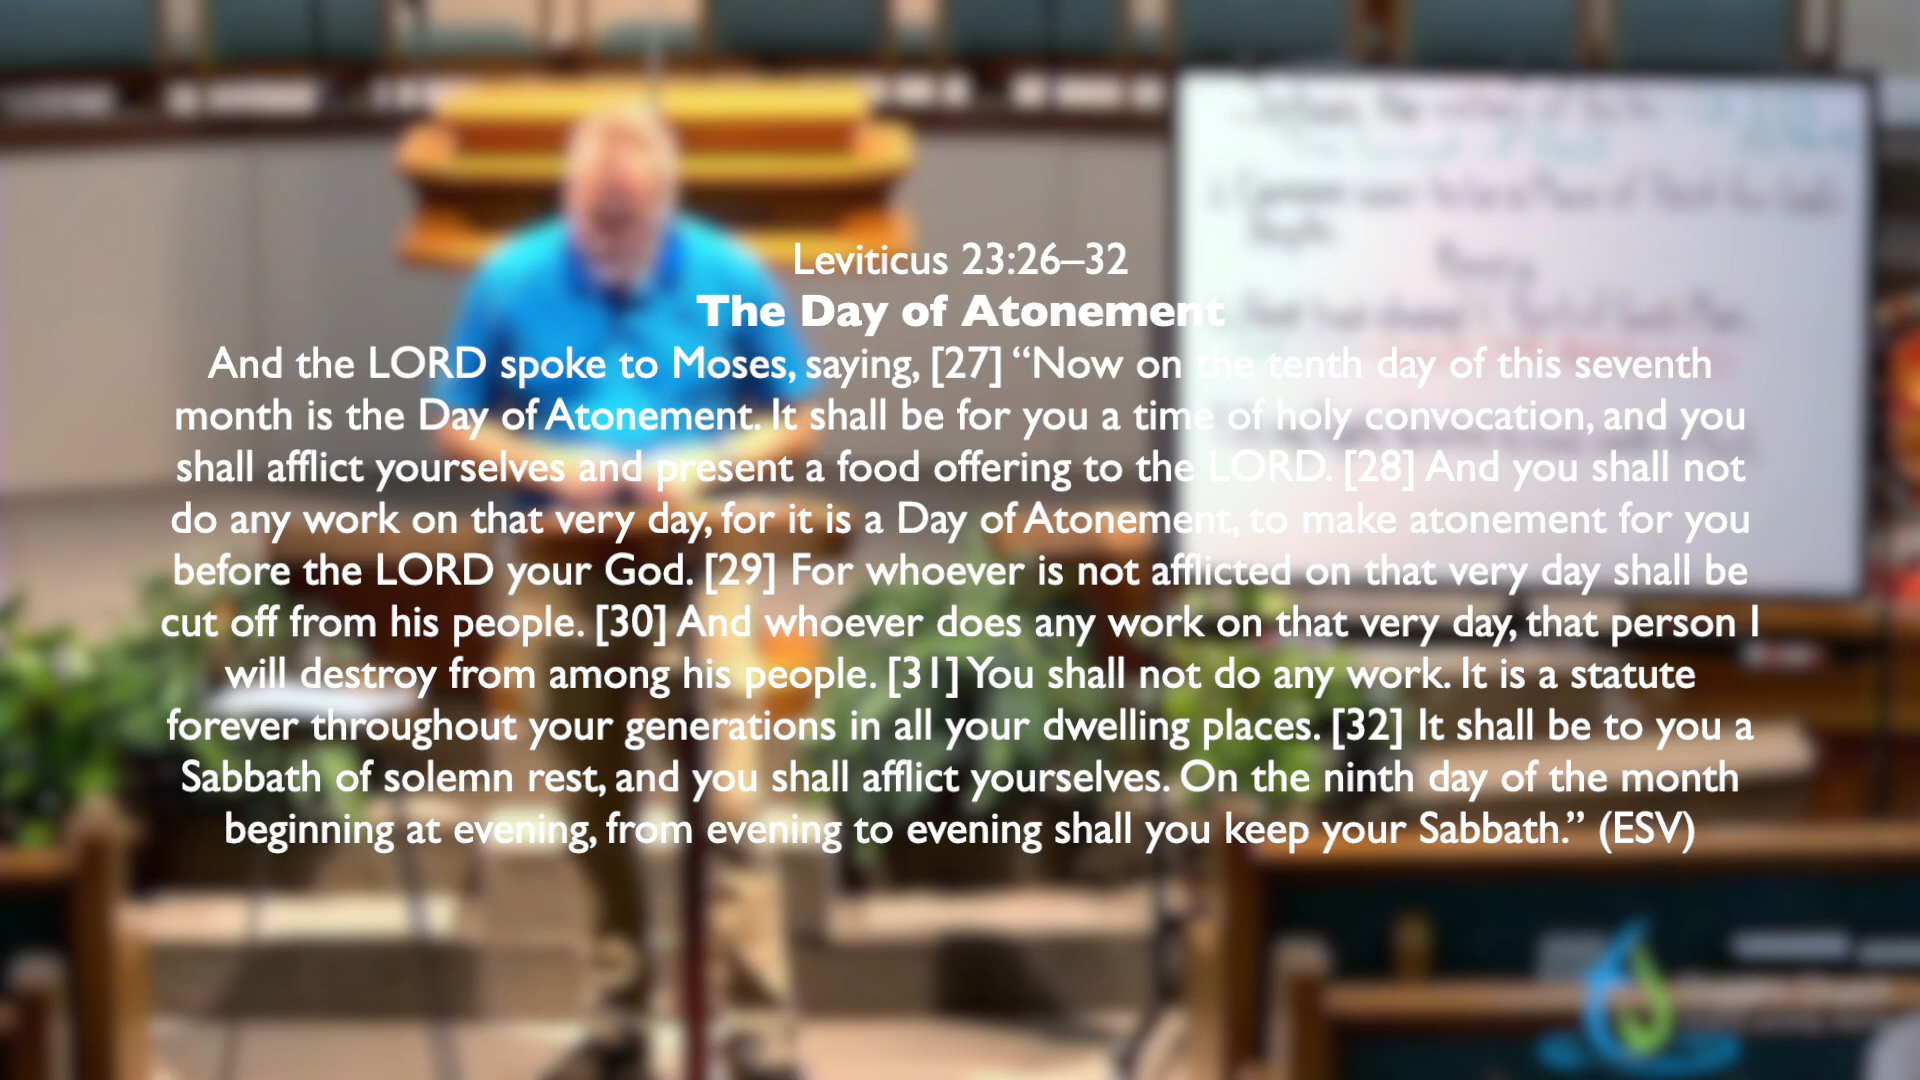 Leviticus 23:26–32
The Day of Atonement
And the LORD spoke to Moses, saying, [27] “Now on the tenth day of this seventh
month is the Day of Atonement. It shall be for you a time of holy convocation, and you
shall afflict yourselves and present a food offering to the LORD. [28] And you shall not
do any work on that very day, for it is a Day of Atonement, to make atonement for you
before the LORD your God. [29] For whoever is not afflicted on that very day shall be
cut off from his people. [30] And whoever does any work on that very day, that person I
will destroy from among his people. [31] You shall not do any work. It is a statute
forever throughout your generations in all your dwelling places. [32] It shall be to you a
Sabbath of solemn rest, and you shall afflict yourselves. On the ninth day of the month
beginning at evening, from evening to evening shall you keep your Sabbath.” (ESV)